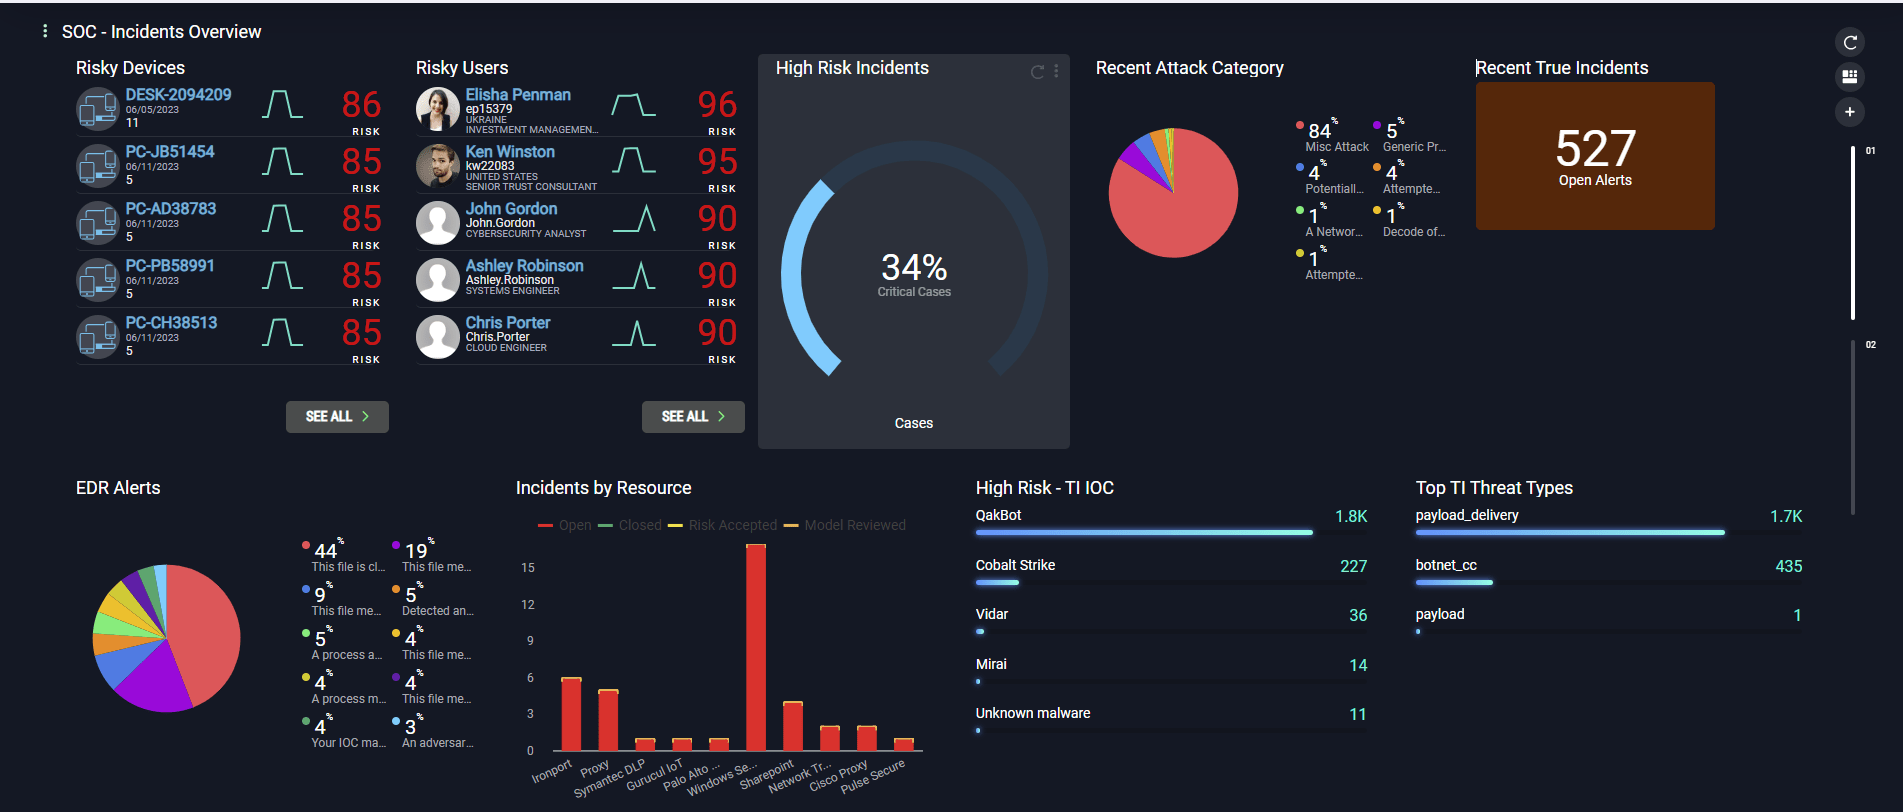 SOC - Incidents Overview
Risky Devices
DESK-2094209
06/05/2023
11
86
RISK
PC-JB51454
06/11/2023
5
85
RISK
PC-AD38783
06/11/2023
5
85
RISK
PC-PB58991
06/11/2023
5
85
RISK
PC-CH38513
06/11/2023
5
85
RISK
SEE ALL
Risky Users
Elisha Penman
ep15379
UKRAINE
INVESTMENT MANAGEMEN...
96
RISK
Ken Winston
kw22083
UNITED STATES
SENIOR TRUST CONSULTANT
95
RISK
John Gordon
John.Gordon
CYBERSECURITY ANALYST
90
RISK
Ashley Robinson
Ashley.Robinson
SYSTEMS ENGINEER
90
RISK
Chris Porter
Chris.Porter
CLOUD ENGINEER
90
RISK
SEE ALL
High Risk Incidents
34%
Critical Cases
Cases
Recent Attack Category
84%
Misc Attack
5%
Generic Pr...
4%
Potentiall...
4%
Attempte...
1%
A Networ...
1%
Decode of...
1%
Attempte...
Recent True Incidents
527
Open Alerts
01
02
EDR Alerts
44%
This file is cl...
19%
This file me...
9%
This file me...
5%
Detected an...
5%
A process a...
4%
This file me...
4%
A process m...
4%
This file me...
4%
Your IOC ma...
3%
An adversar...
Incidents by Resource
Open Closed Risk Accepted Model Reviewed
15
12
9
6
3
0
Ironport
Proxy
Symantec DLP
Gurucul IoT
Palo Alto ...
Windows Se...
Sharepoint
Network Tr...
Cisco Proxy
Pulse Secure
High Risk - TI IOC
QakBot 1.8K
Cobalt Strike 227
Vidar 36
Mirai 14
Unknown malware 11
Top TI Threat Types
payload_delivery 1.7K
botnet_cc 435
payload 1